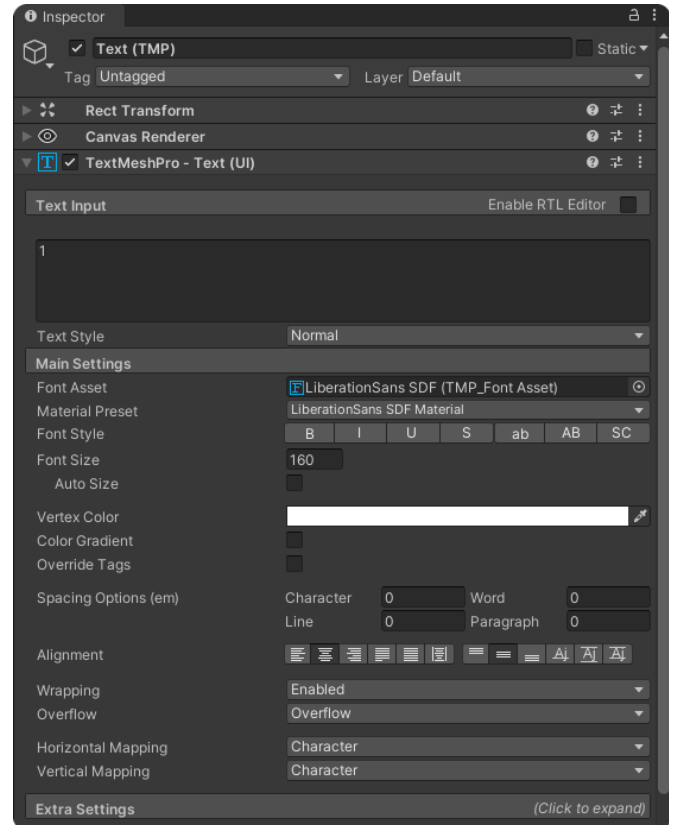 Inspector
Text (TMP) Static
Tag Untagged Layer Default
Rect Transform
Canvas Renderer
TextMeshPro - Text (UI)
Text Input Enable RTL Editor
1
Text Style Normal
Main Settings
Font Asset LiberationSans SDF (TMP_Font Asset)
Material Preset LiberationSans SDF Material
Font Style B I U S ab AB SC
Font Size 160
Auto Size
Vertex Color
Color Gradient
Override Tags
Spacing Options (em) Character 0 Word 0
Line 0 Paragraph 0
Alignment
Wrapping Enabled
Overflow Overflow
Horizontal Mapping Character
Vertical Mapping Character
Extra Settings (Click to expand)